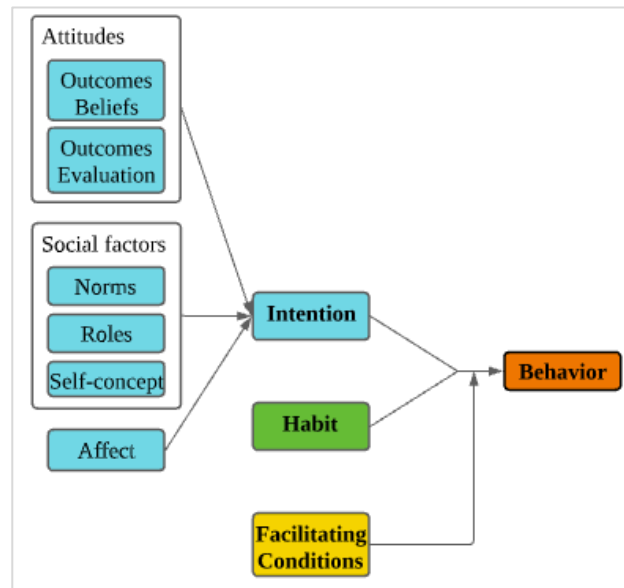 Attitudes
Outcomes
Beliefs
Outcomes
Evaluation
Social factors
Norms
Roles
Self-concept
Affect
Intention
Habit
Facilitating
Conditions
Behavior